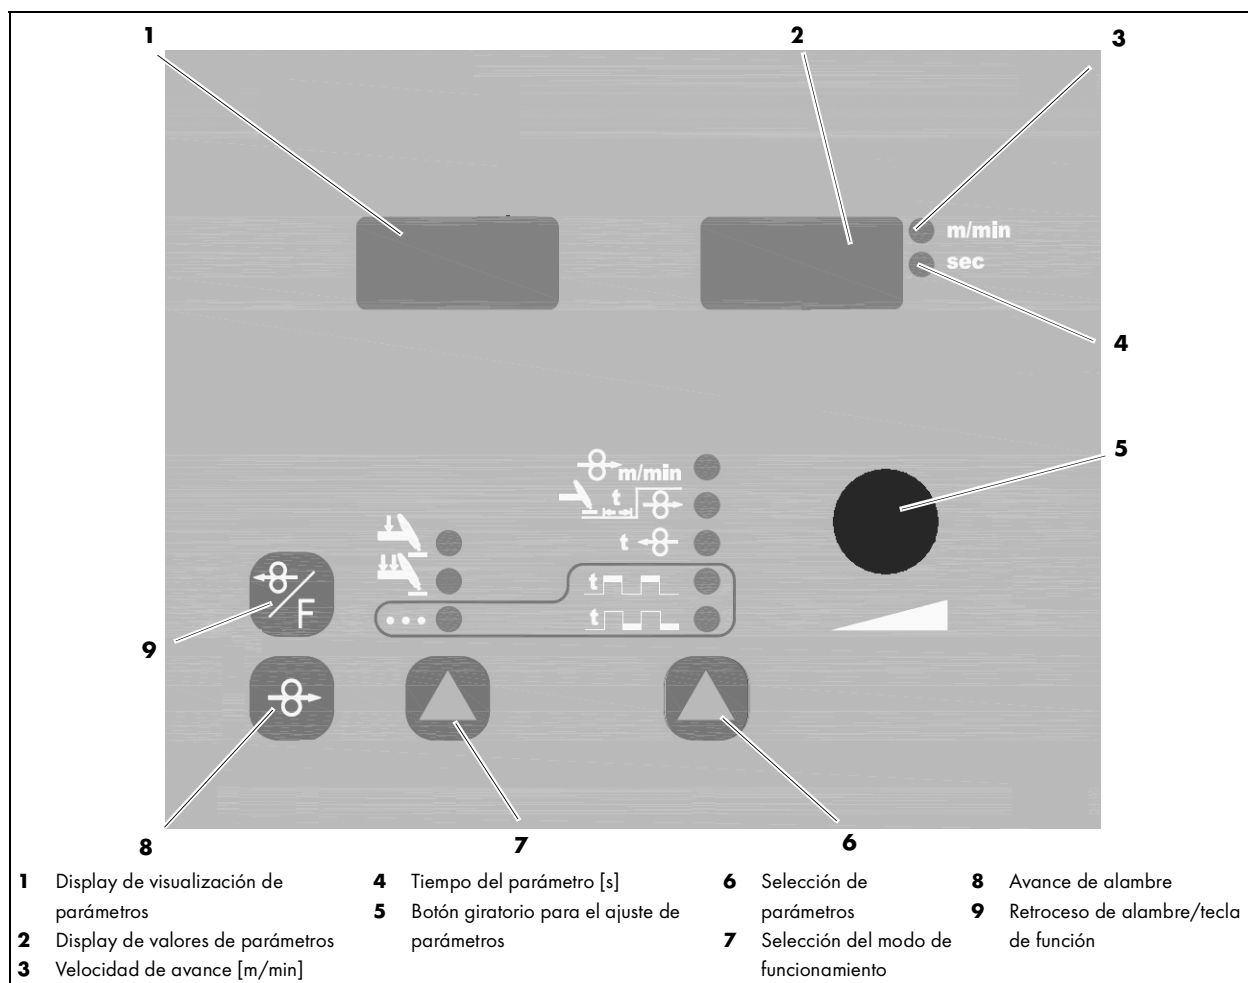 1
2
3
m/min
sec
4
5
m/min
t
t
t
F
t
9
8
7
6
1 Display de visualización de
parámetros
2 Display de valores de parámetros
3 Velocidad de avance [m/min]
4 Tiempo del parámetro [s]
5 Botón giratorio para el ajuste de
parámetros
6 Selección de
parámetros
7 Selección del modo de
funcionamiento
8 Avance de alambre
9 Retroceso de alambre/tecla
de función